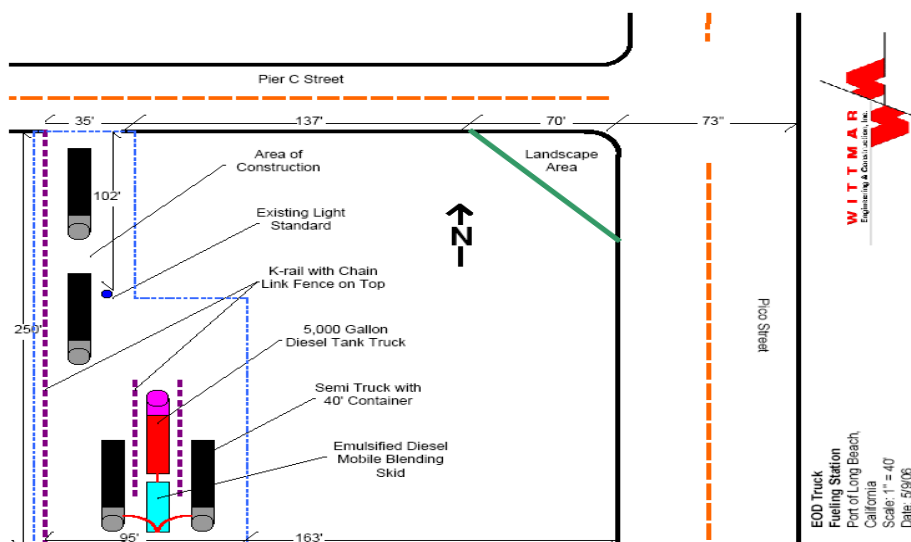 Pier C Street
35'
137'
70'
73"
Area of
Construction
Landscape
Area
102'
Existing Light
Standard
N
K-rail with Chain
Link Fence on Top
250'
5,000 Gallon
Diesel Tank Truck
Semi Truck with
40' Container
Emulsified Diesel
Mobile Blending
Skid
95'
163'
Pico Street
WITTMAR
Engineering & Construction, Inc.
EOD Truck
Fueling Station
Port of Long Beach,
California
Scale: 1" = 40'
Date: 5/9/06